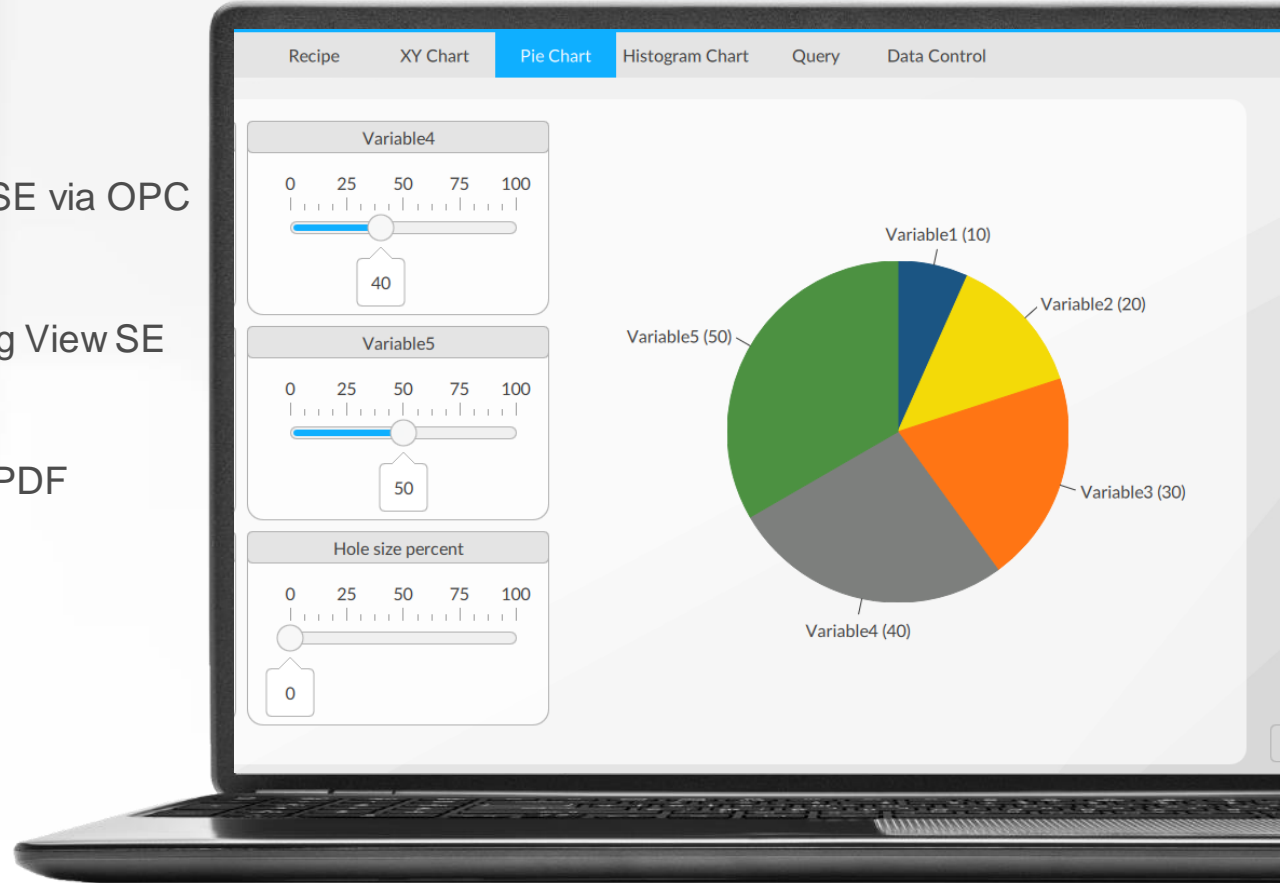 SE via OPC
View SE
PDF
Recipe XY Chart Pie Chart Histogram Chart Query Data Control
Variable4
0 25 50 75 100
40
Variable5
0 25 50 75 100
50
Hole size percent
0 25 50 75 100
0
Variable1 (10)
Variable2 (20)
Variable5 (50)
Variable3 (30)
Variable4 (40)